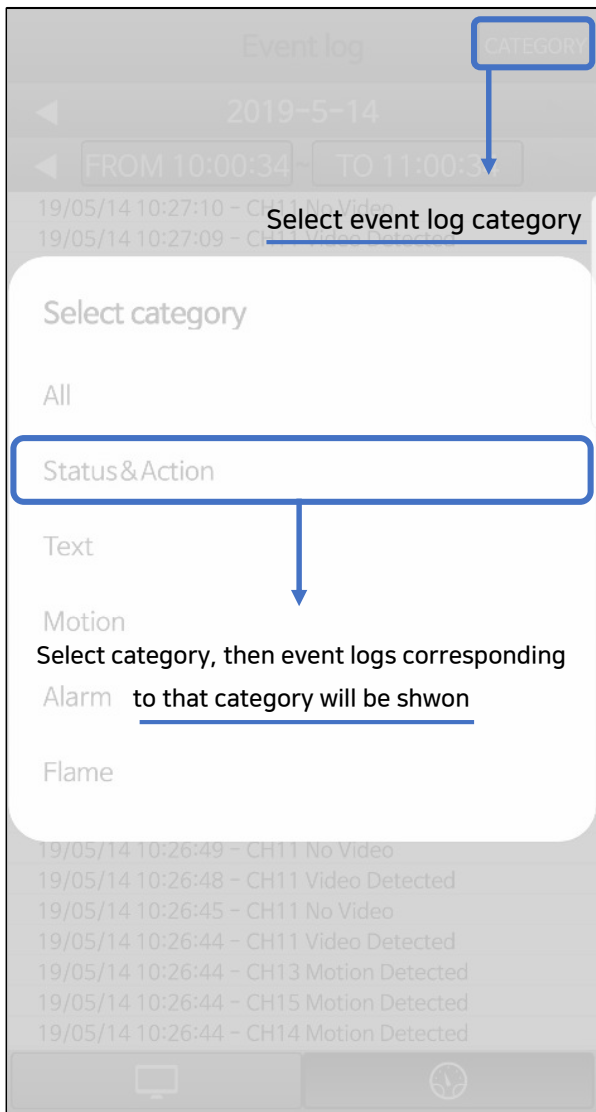 Event log CATEGORY
2019-5-14
FROM 10:00:34 ~ TO 11:00:34
19/05/14 10:27:10 - CH11 No Video
Select event log category
19/05/14 10:27:09 - CH11 Video Detected
Select category
All
Status&Action
Text
Motion
Select category, then event logs corresponding
Alarm
to that category will be shwon
Flame
19/05/14 10:26:49 - CH11 No Video
19/05/14 10:26:48 - CH11 Video Detected
19/05/14 10:26:45 - CH11 No Video
19/05/14 10:26:44 - CH11 Video Detected
19/05/14 10:26:44 - CH13 Motion Detected
19/05/14 10:26:44 - CH15 Motion Detected
19/05/14 10:26:44 - CH14 Motion Detected